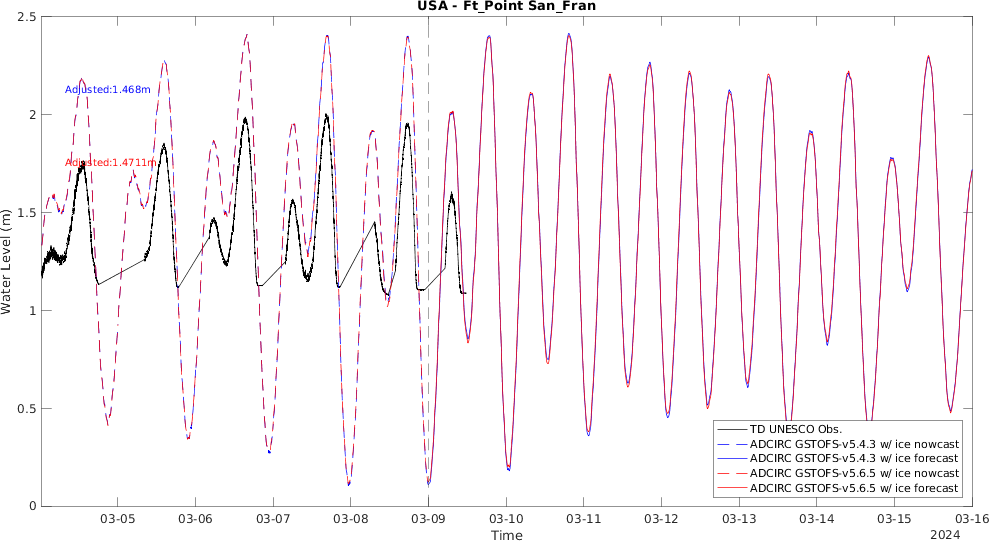 USA - Ft_Point San_Fran
2.5
2
1.5
1
0.5
0
Water Level (m)
Adjusted:1.468m
Adjusted:1.4711m
TD UNESCO Obs.
ADCIRC GSTOFS-v5.4.3 w/ ice nowcast
ADCIRC GSTOFS-v5.4.3 w/ ice forecast
ADCIRC GSTOFS-v5.6.5 w/ ice nowcast
ADCIRC GSTOFS-v5.6.5 w/ ice forecast
03-05 03-06 03-07 03-08 03-09 03-10 03-11 03-12 03-13 03-14 03-15 03-16
Time
2024